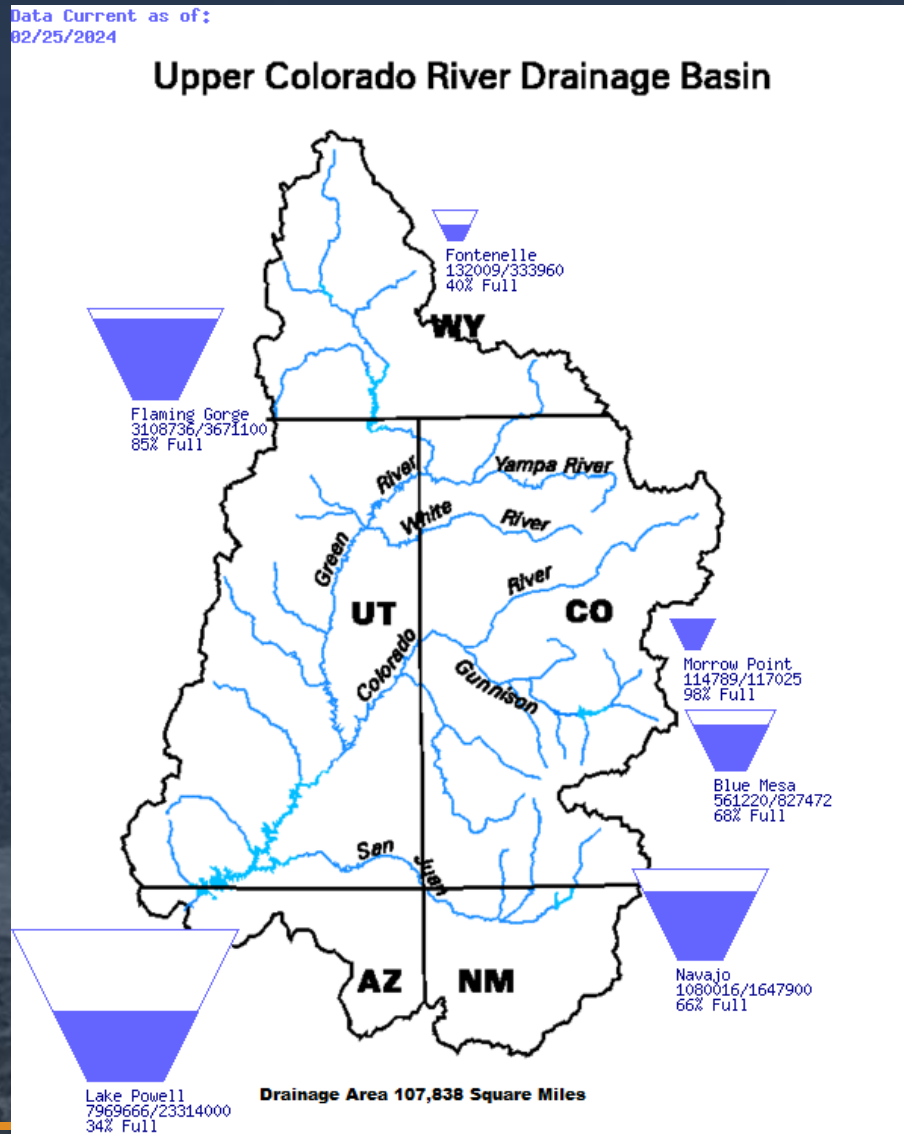 Data Current as of:
02/25/2024
Upper Colorado River Drainage Basin
Fontenelle
132009/333960
40% Full
WY
Flaming Gorge
3108736/3671100
85% Full
Yampa River
River
White
River
Green
River
UT
CO
Colorado
Gunnison
Morrow Point
114789/117025
98% Full
Blue Mesa
561220/827472
68% Full
San
Juan
Navajo
1080016/1647900
66% Full
AZ
NM
Lake Powell
7969666/23314000
34% Full
Drainage Area 107,838 Square Miles